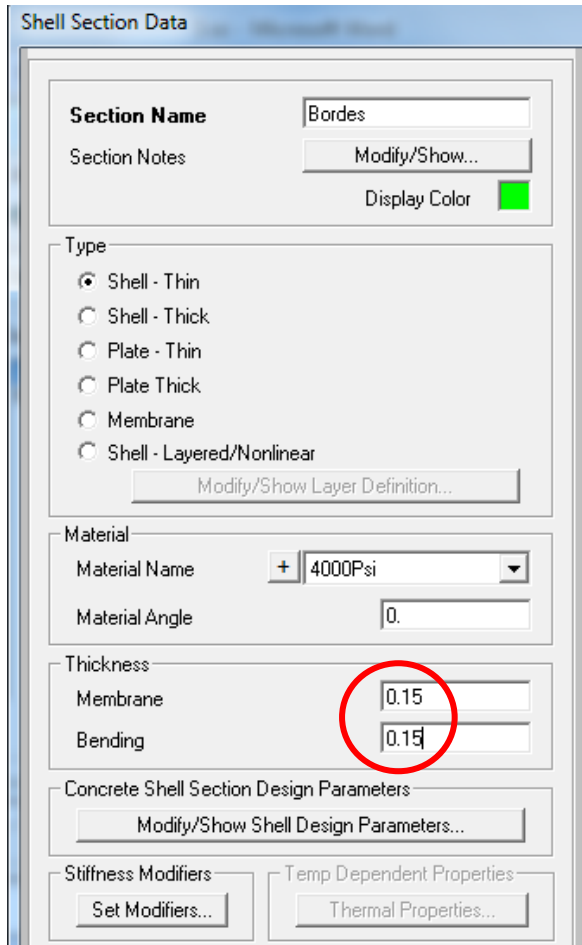 Shell Section Data
Section Name Bordes
Section Notes Modify/Show...
Display Color
Type
Shell - Thin
Shell - Thick
Plate - Thin
Plate Thick
Membrane
Shell - Layered/Nonlinear
Modify/Show Layer Definition...
Material
Material Name + 4000Psi
Material Angle 0.
Thickness
Membrane 0.15
Bending 0.15
Concrete Shell Section Design Parameters
Modify/Show Shell Design Parameters...
Stiffness Modifiers Temp Dependent Properties
Set Modifiers... Thermal Properties...